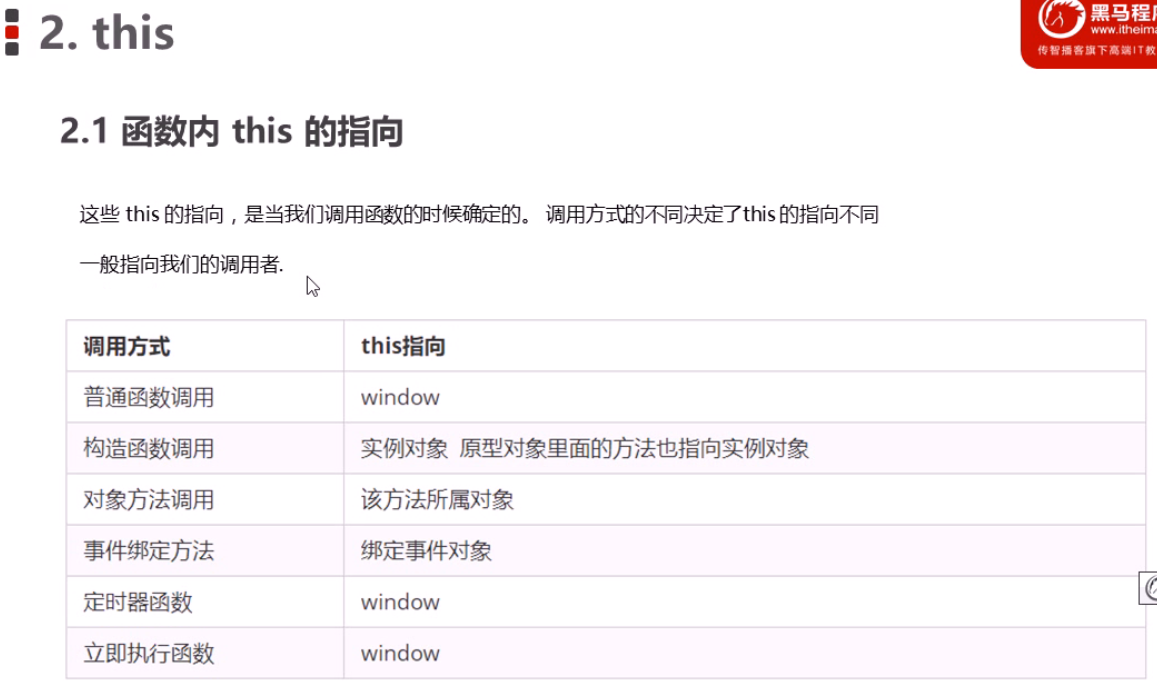 2. this
黑马程
www.itheima
传智播客旗下高端IT教
2.1 函数内 this 的指向
这些 this 的指向，是当我们调用函数的时候确定的。 调用方式的不同决定了this 的指向不同
一般指向我们的调用者.
调用方式 this指向
普通函数调用 window
构造函数调用 实例对象 原型对象里面的方法也指向实例对象
对象方法调用 该方法所属对象
事件绑定方法 绑定事件对象
定时器函数 window
立即执行函数 window